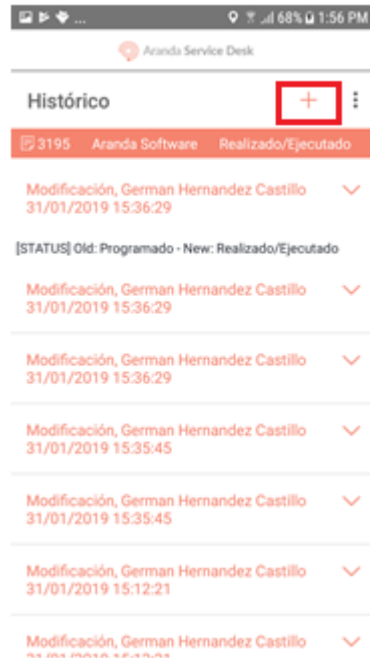 ... 68% 1:56 PM
Aranda Service Desk
Histórico
3195 Aranda Software Realizado/Ejecutado
Modificación, German Hernandez Castillo
31/01/2019 15:36:29
[STATUS] Old: Programado - New: Realizado/Ejecutado
Modificación, German Hernandez Castillo
31/01/2019 15:36:29
Modificación, German Hernandez Castillo
31/01/2019 15:36:29
Modificación, German Hernandez Castillo
31/01/2019 15:35:45
Modificación, German Hernandez Castillo
31/01/2019 15:35:45
Modificación, German Hernandez Castillo
31/01/2019 15:12:21
Modificación, German Hernandez Castillo